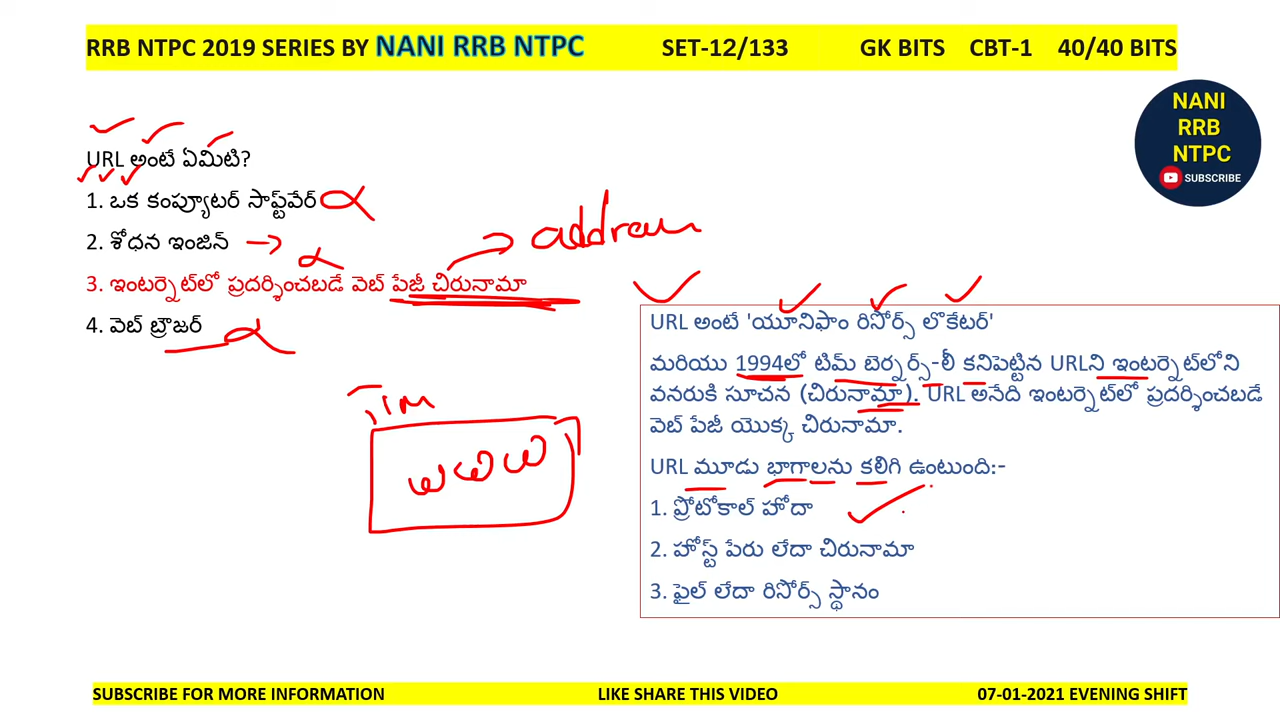 RRB NTPC 2019 SERIES BY NANI RRB NTPC SET-12/133 GK BITS CBT-1 40/40 BITS
NANI
RRB
NTPC
SUBSCRIBE
URL అంటే ఏమిటి?
1. ఒక కంప్యూటర్ సాఫ్ట్‌వేర్
2. శోధన ఇంజిన్
address
3. ఇంటర్నెట్‌లో ప్రదర్శించబడే వెబ్ పేజీ చిరునామా
4. వెబ్ బ్రౌజర్
Tim
www
URL అంటే 'యూనిఫాం రిసోర్స్ లొకేటర్'
మరియు 1994లో టిమ్ బెర్నర్స్-లీ కనిపెట్టిన URLని ఇంటర్నెట్‌లోని
వనరుకి సూచన (చిరునామా). URL అనేది ఇంటర్నెట్‌లో ప్రదర్శించబడే
వెబ్ పేజీ యొక్క చిరునామా.
URL మూడు భాగాలను కలిగి ఉంటుంది:-
1. ప్రోటోకాల్ హోదా
2. హోస్ట్ పేరు లేదా చిరునామా
3. ఫైల్ లేదా రిసోర్స్ స్థానం
SUBSCRIBE FOR MORE INFORMATION LIKE SHARE THIS VIDEO 07-01-2021 EVENING SHIFT